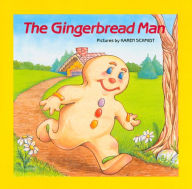 The Gingerbread Man
Pictures by KAREN SCHMIDT